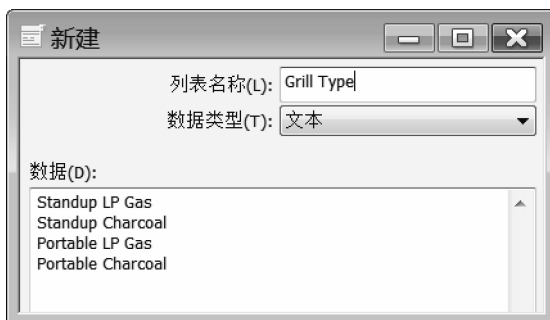 新建
列表名称(L): Grill Type
数据类型(T): 文本
数据(D):
Standup LP Gas
Standup Charcoal
Portable LP Gas
Portable Charcoal